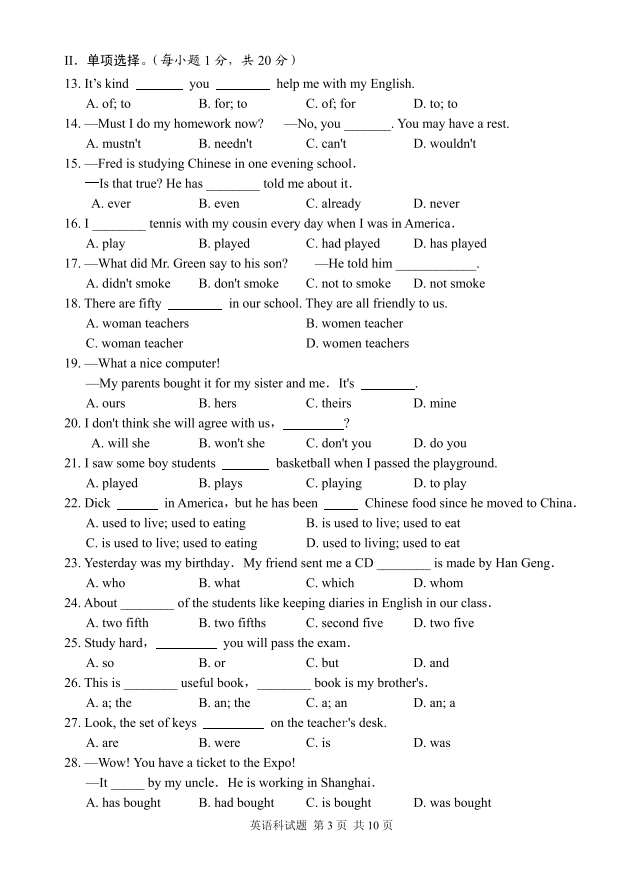 II．单项选择。（每小题 1 分，共 20 分）
13. It's kind ______ you ______ help me with my English.
A. of; to B. for; to C. of; for D. to; to
14. —Must I do my homework now? —No, you _______. You may have a rest.
A. mustn't B. needn't C. can't D. wouldn't
15. —Fred is studying Chinese in one evening school.
—Is that true? He has ________ told me about it.
A. ever B. even C. already D. never
16. I ________ tennis with my cousin every day when I was in America.
A. play B. played C. had played D. has played
17. —What did Mr. Green say to his son? —He told him ____________.
A. didn't smoke B. don't smoke C. not to smoke D. not smoke
18. There are fifty ________ in our school. They are all friendly to us.
A. woman teachers B. women teacher
C. woman teacher D. women teachers
19. —What a nice computer!
—My parents bought it for my sister and me. It's ________.
A. ours B. hers C. theirs D. mine
20. I don't think she will agree with us，_________?
A. will she B. won't she C. don't you D. do you
21. I saw some boy students _______ basketball when I passed the playground.
A. played B. plays C. playing D. to play
22. Dick ______ in America，but he has been _____ Chinese food since he moved to China.
A. used to live; used to eating B. is used to live; used to eat
C. is used to live; used to eating D. used to living; used to eat
23. Yesterday was my birthday. My friend sent me a CD ________ is made by Han Geng.
A. who B. what C. which D. whom
24. About ________ of the students like keeping diaries in English in our class.
A. two fifth B. two fifths C. second five D. two five
25. Study hard，_________ you will pass the exam.
A. so B. or C. but D. and
26. This is ________ useful book，________ book is my brother's.
A. a; the B. an; the C. a; an D. an; a
27. Look, the set of keys _________ on the teacher's desk.
A. are B. were C. is D. was
28. —Wow! You have a ticket to the Expo!
—It _____ by my uncle. He is working in Shanghai.
A. has bought B. had bought C. is bought D. was bought
英语科试题 第 3 页 共 10 页